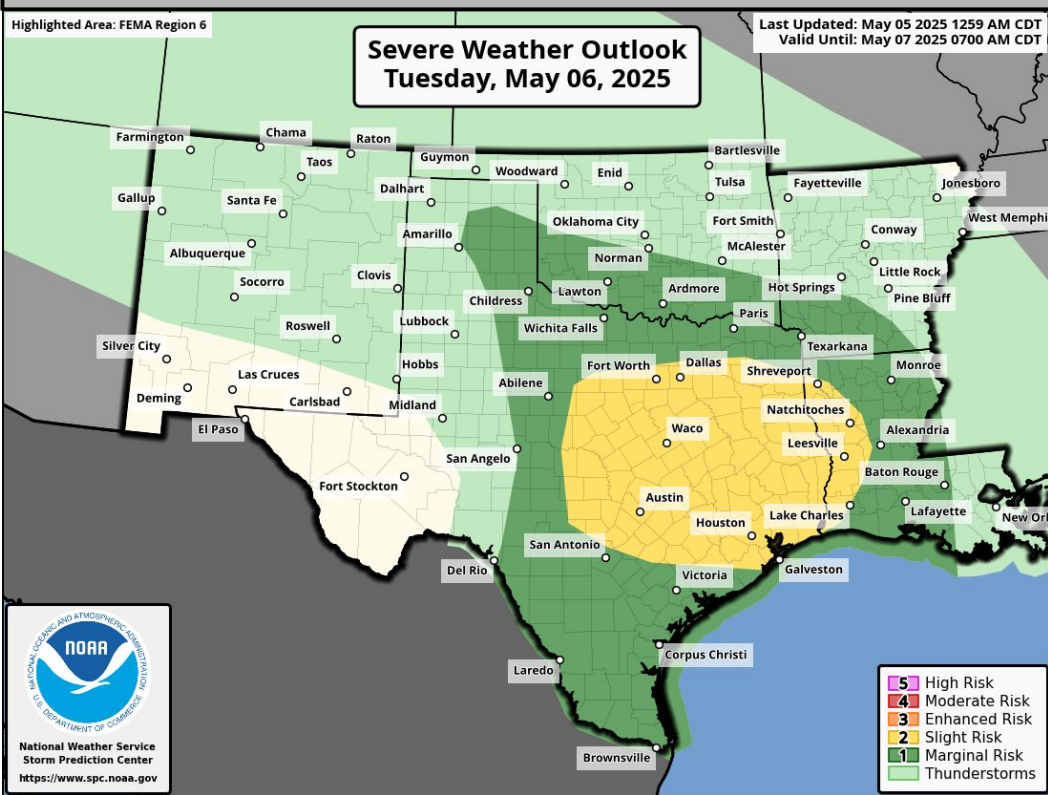 Highlighted Area: FEMA Region 6
Severe Weather Outlook
Tuesday, May 06, 2025
Last Updated: May 05 2025 1259 AM CDT
Valid Until: May 07 2025 0700 AM CDT
Farmington
Chama
Raton
Taos
Guymon
Woodward
Enid
Bartlesville
Tulsa
Fayetteville
Jonesboro
Gallup
Santa Fe
Dalhart
Oklahoma City
Fort Smith
Conway
West Memphi
Albuquerque
Amarillo
Norman
McAlester
Little Rock
Socorro
Clovis
Childress
Lawton
Ardmore
Hot Springs
Pine Bluff
Roswell
Lubbock
Wichita Falls
Paris
Texarkana
Silver City
Las Cruces
Hobbs
Fort Worth
Dallas
Shreveport
Monroe
Deming
Carlsbad
Midland
Abilene
Natchitoches
El Paso
San Angelo
Waco
Leesville
Alexandria
Fort Stockton
Austin
Baton Rouge
Houston
Lake Charles
Lafayette
New Orl
Del Rio
San Antonio
Victoria
Galveston
Laredo
Corpus Christi
Brownsville
NATIONAL OCEANIC AND ATMOSPHERIC ADMINISTRATION
NOAA
U.S. DEPARTMENT OF COMMERCE
National Weather Service
Storm Prediction Center
https://www.spc.noaa.gov
5 High Risk
4 Moderate Risk
3 Enhanced Risk
2 Slight Risk
1 Marginal Risk
Thunderstorms